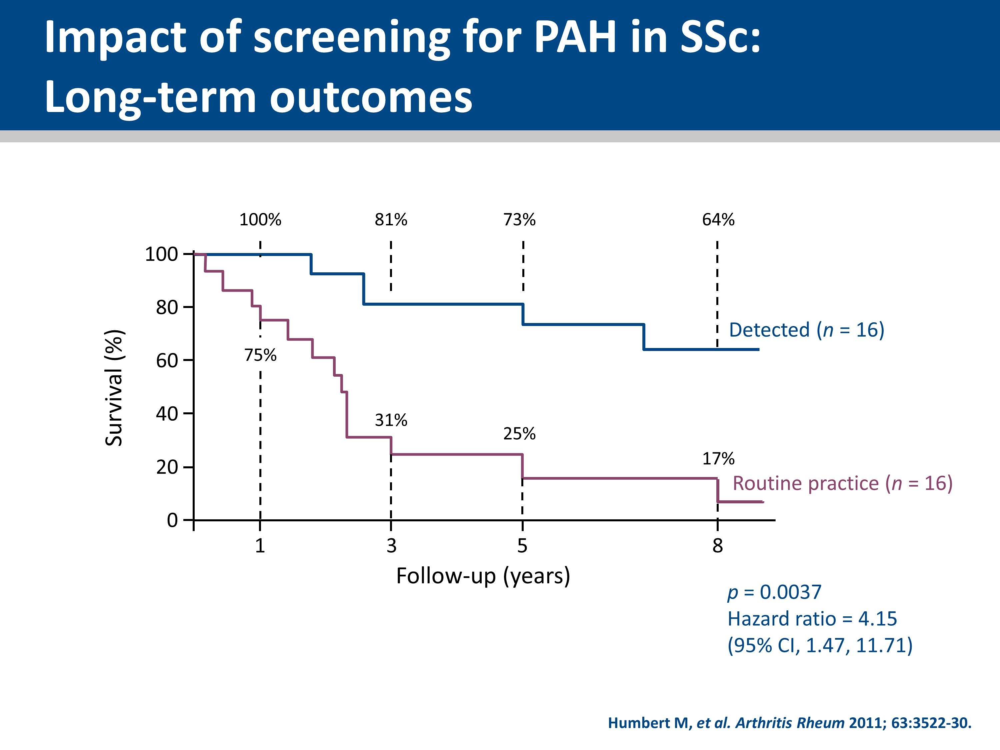 Impact of screening for PAH in SSc:
Long-term outcomes
100%
81%
73%
64%
100
80
60
40
20
0
Survival (%)
75%
31%
25%
17%
Detected (n = 16)
Routine practice (n = 16)
1
3
5
8
Follow-up (years)
p = 0.0037
Hazard ratio = 4.15
(95% CI, 1.47, 11.71)
Humbert M, et al. Arthritis Rheum 2011; 63:3522-30.